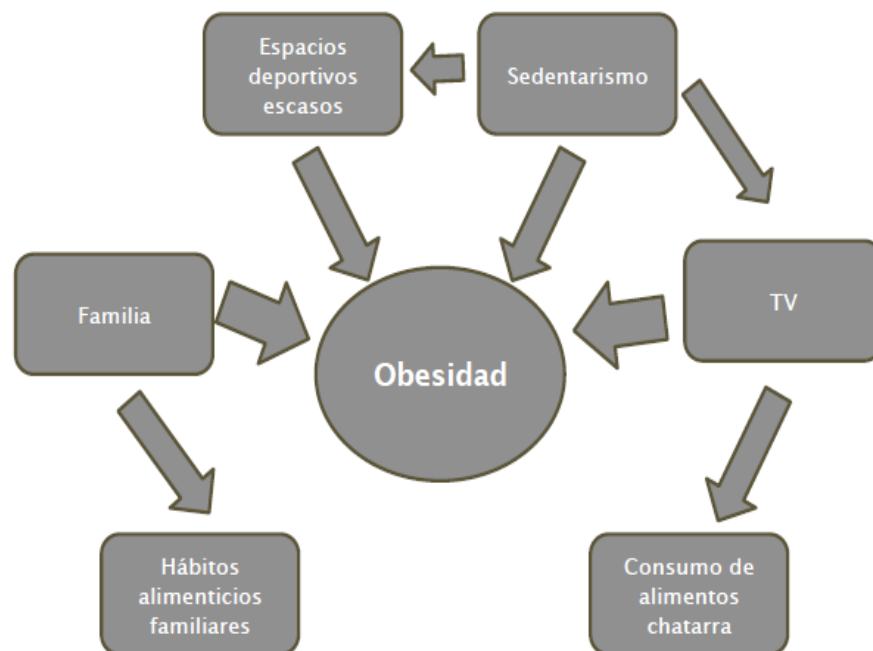 Espacios
deportivos
escasos
Sedentarismo
Familia
TV
Obesidad
Hábitos
alimenticios
familiares
Consumo de
alimentos
chatarra